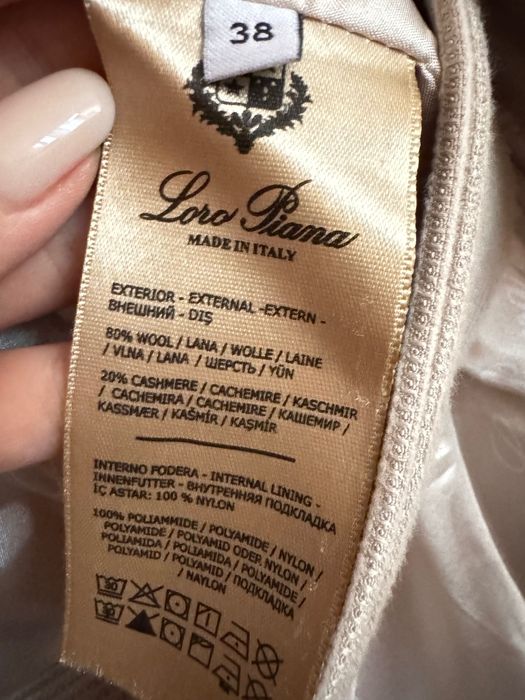 38
Loro Piana
MADE IN ITALY
EXTERIOR - EXTERNAL -EXTERN -
ВНЕШНИЙ - DIŞ
80% WOOL / LANA / WOLLE / LAINE
/ VLNA / LANA / ШЕРСТЬ / YÜN
20% CASHMERE / CACHEMIRE / KASCHMIR
/ CACHEMIRA / CACHEMIRE / КАШЕМИР /
KASSMÆR / KAŠMÍR / KAŞMİR
INTERNO FODERA - INTERNAL LINING -
INNENFUTTER - ВНУТРЕННЯЯ ПОДКЛАДКА
İÇ ASTAR: 100 % NYLON
100% POLIAMMIDE / POLYAMIDE / NYLON /
POLYAMIDE / POLYAMID ODER NYLON /
POLIAMIDA / POLIAMIDA / POLYAMIDE /
POLYAMID / POLYAMID / ПОДКЛАДКА
/ NAYLON